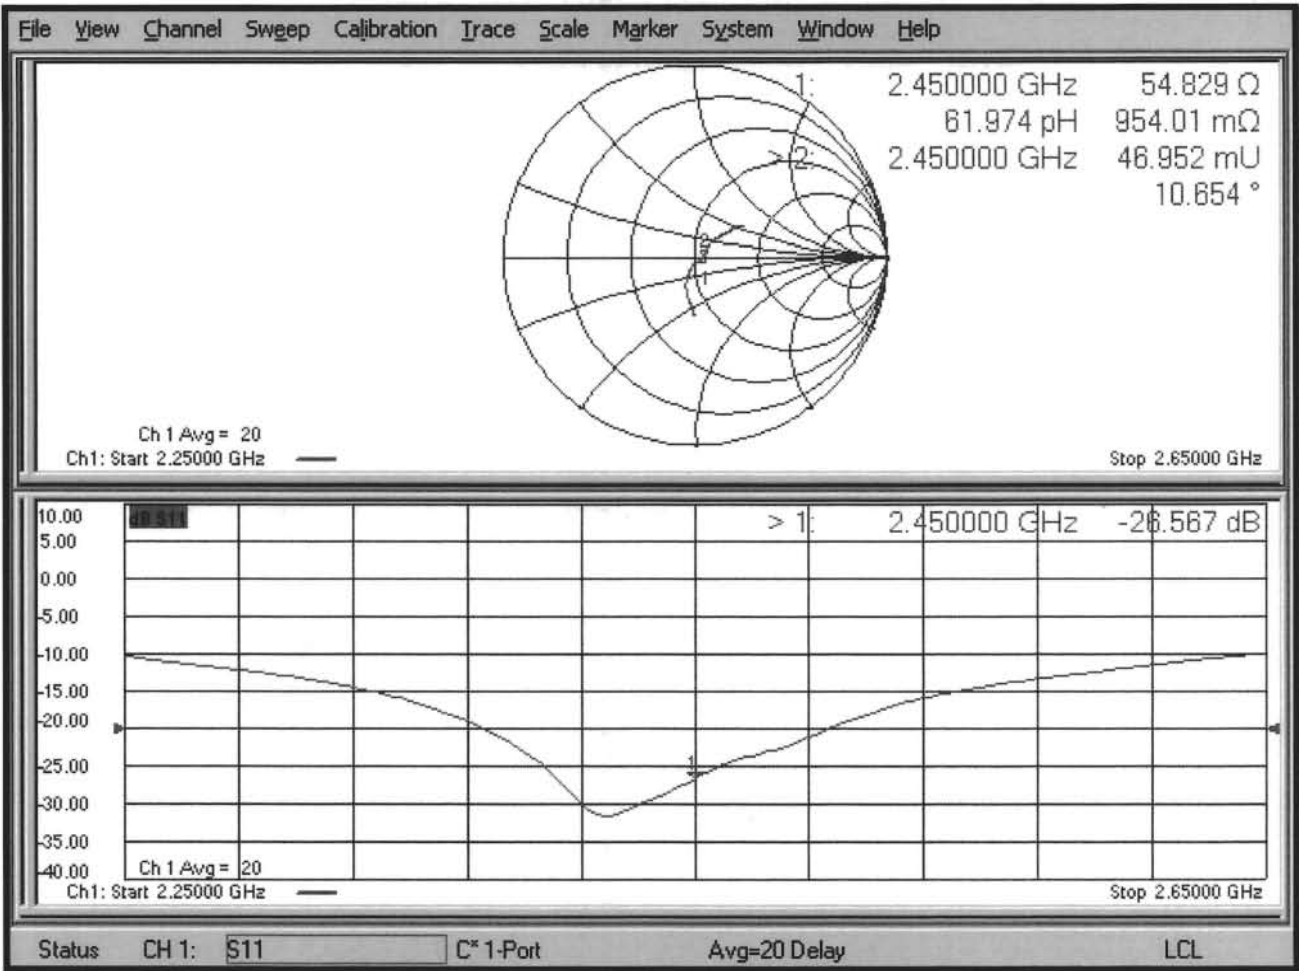 File View Channel Sweep Calibration Trace Scale Marker System Window Help
1: 2.450000 GHz 54.829 Ω
61.974 pH 954.01 mΩ
> 2: 2.450000 GHz 46.952 mU
10.654 °
Ch 1 Avg = 20
Ch1: Start 2.25000 GHz Stop 2.65000 GHz
10.00 dB S11 > 1: 2.450000 GHz -26.567 dB
5.00
0.00
-5.00
-10.00
-15.00
-20.00
1
-25.00
-30.00
-35.00
-40.00 Ch 1 Avg = 20
Ch1: Start 2.25000 GHz Stop 2.65000 GHz
Status CH 1: S11 C* 1-Port Avg=20 Delay LCL